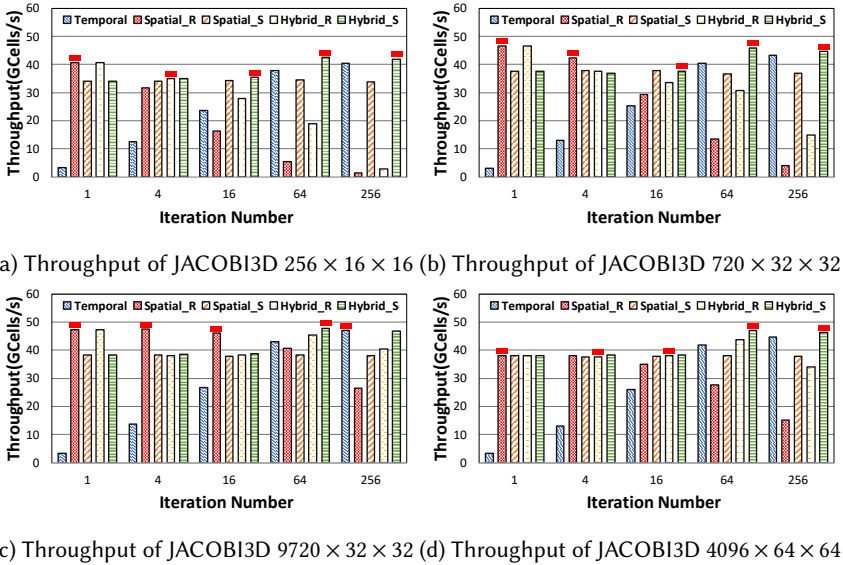 Temporal Spatial_R Spatial_S Hybrid_R Hybrid_S
Throughput(GCells/s)
60
50
40
30
20
10
0
1 4 16 64 256
Iteration Number
Temporal Spatial_R Spatial_S Hybrid_R Hybrid_S
Throughput(GCells/s)
60
50
40
30
20
10
0
1 4 16 64 256
Iteration Number
a) Throughput of JACOBI3D 256 × 16 × 16 (b) Throughput of JACOBI3D 720 × 32 × 32
Temporal Spatial_R Spatial_S Hybrid_R Hybrid_S
Throughput(GCells/s)
60
50
40
30
20
10
0
1 4 16 64 256
Iteration Number
Temporal Spatial_R Spatial_S Hybrid_R Hybrid_S
Throughput(GCells/s)
60
50
40
30
20
10
0
1 4 16 64 256
Iteration Number
c) Throughput of JACOBI3D 9720 × 32 × 32 (d) Throughput of JACOBI3D 4096 × 64 × 64